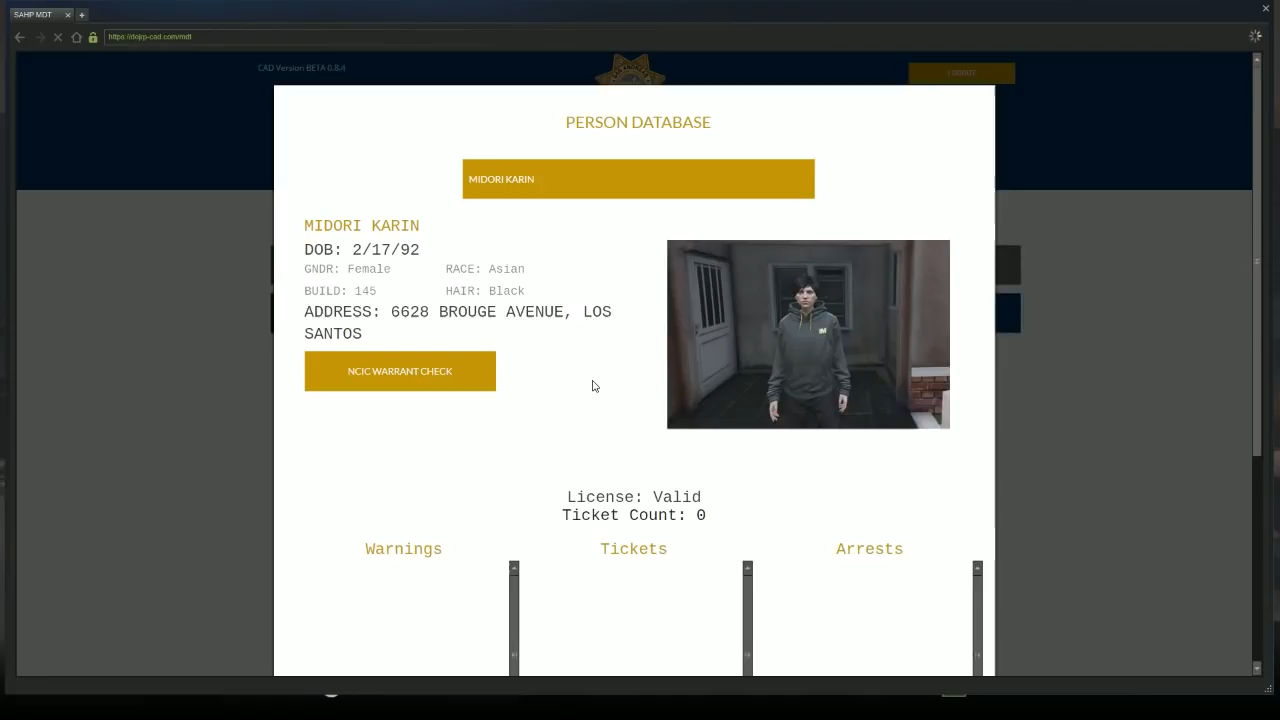 SAHP MDT
https://dojrp-cad.com/mdt
CAD Version BETA 0.8.4
PERSON DATABASE
MIDORI KARIN
MIDORI KARIN
DOB: 2/17/92
GNDR: Female RACE: Asian
BUILD: 145 HAIR: Black
ADDRESS: 6628 BROUGE AVENUE, LOS
SANTOS
NCIC WARRANT CHECK
License: Valid
Ticket Count: 0
Warnings Tickets Arrests